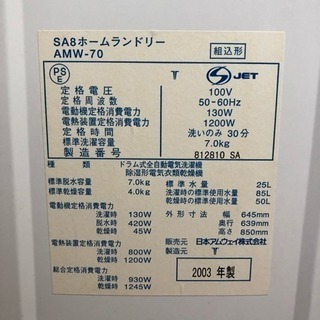 SA8ホームランドリー
AMW-70
組込形
PS
E
S JET
定格電圧 100V
定格周波数 50-60Hz
電動機定格消費電力 130W
電熱装置定格消費電力 1200W
定格時間 洗いのみ 30分
標準洗濯容量 7.0kg
製造番号 812810 SA
種類 ドラム式全自動電気洗濯機
除湿形電気衣類乾燥機
標準脱水容量 7.0kg
標準乾燥容量 4.0kg
電動機定格消費電力
洗濯時 130W
脱水時 420W
乾燥時 45W
電熱装置定格消費電力
洗濯時 800W
乾燥時 1200W
総合定格消費電力
洗濯時 930W
乾燥時 1245W
標準水量 25L
洗濯時の標準使用水量 85L
乾燥時の標準使用水量 50L
外形寸法 幅 645mm
奥行 639mm
高さ 850mm
販売元 日本アムウェイ株式会社
製造元
2003 年製